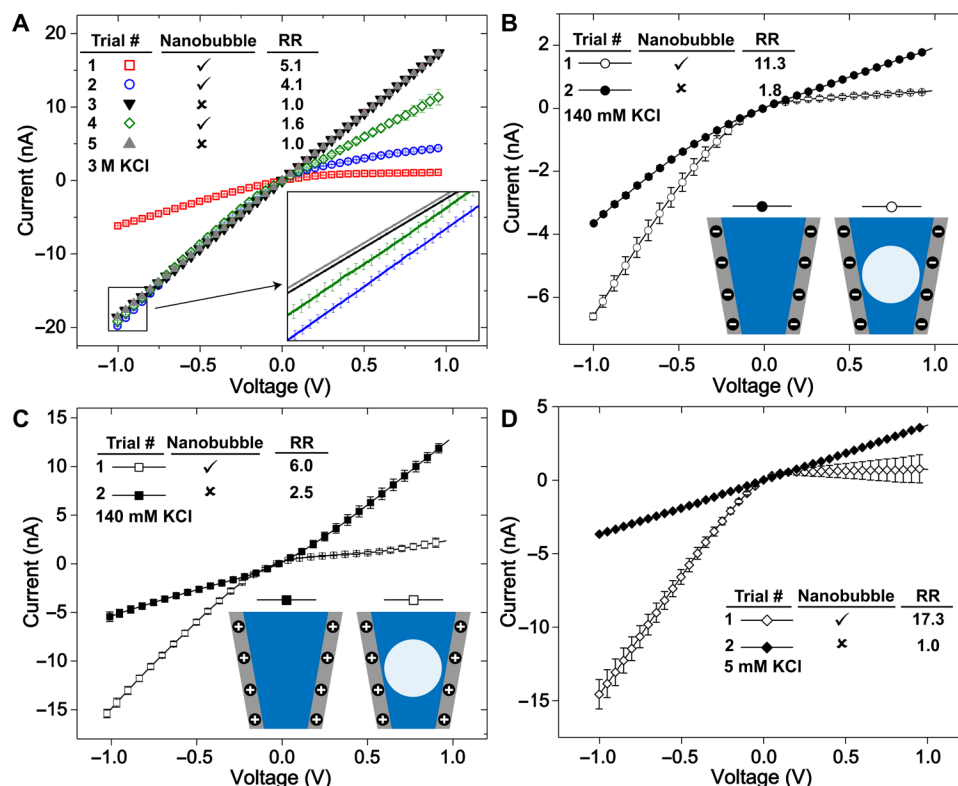 A
Trial # Nanobubble RR
1 ✓ 5.1
2 ✓ 4.1
3 × 1.0
4 ✓ 1.6
5 × 1.0
3 M KCl
Current (nA)
20
10
0
−10
−20
−1.0 −0.5 0.0 0.5 1.0
Voltage (V)
B
Trial # Nanobubble RR
1 ✓ 11.3
2 × 1.8
140 mM KCl
Current (nA)
2
0
−2
−4
−6
−1.0 −0.5 0.0 0.5 1.0
Voltage (V)
C
Trial # Nanobubble RR
1 ✓ 6.0
2 × 2.5
140 mM KCl
Current (nA)
15
10
5
0
−5
−10
−15
-1.0 -0.5 0.0 0.5 1.0
Voltage (V)
D
Current (nA)
5
0
−5
−10
−15
Trial # Nanobubble RR
1 ✓ 17.3
2 × 1.0
5 mM KCl
−1.0 −0.5 0.0 0.5 1.0
Voltage (V)